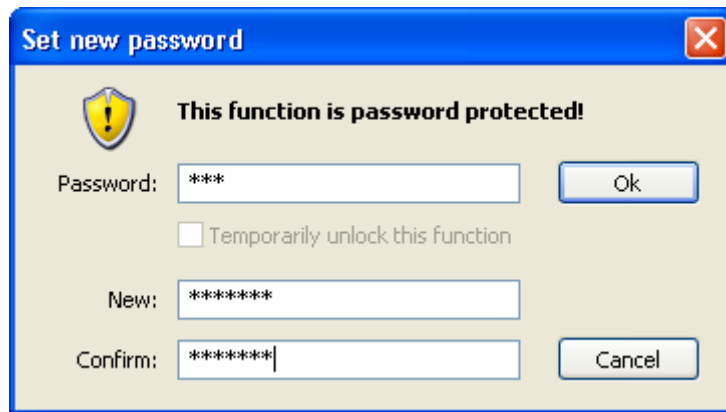 Set new password
This function is password protected!
Password: *** Ok
Temporarily unlock this function
New: *******
Confirm: ******* Cancel